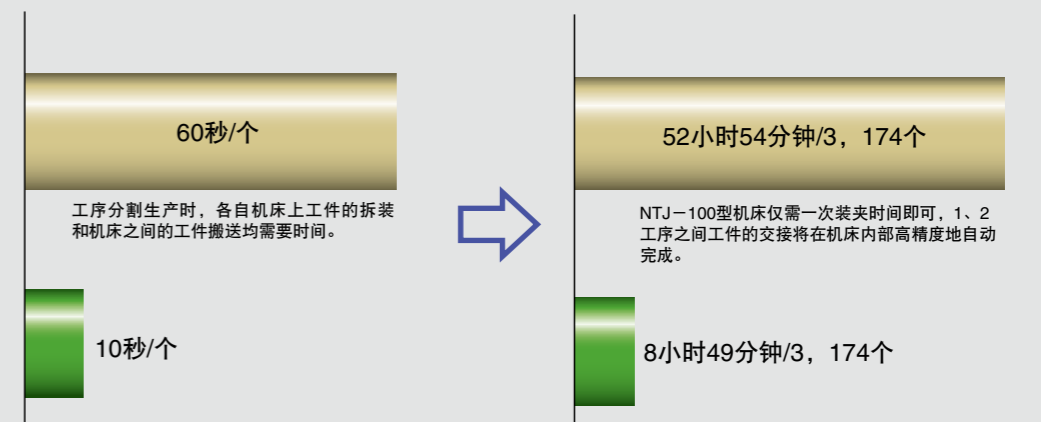 60秒/个
工序分割生产时，各自机床上工件的拆装
和机床之间的工件搬送均需要时间。
10秒/个
52小时54分钟/3，174个
NTJ－100型机床仅需一次装夹时间即可，1、2
工序之间工件的交接将在机床内部高精度地自动
完成。
8小时49分钟/3，174个